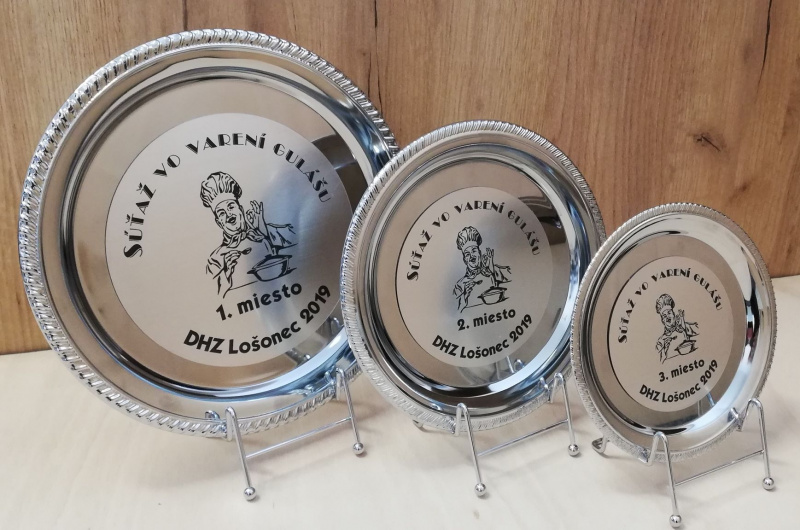 SÚŤAŽ VO VARENÍ GULÁŠU
1. miesto
DHZ Lošonec 2019
SÚŤAŽ VO VARENÍ GULÁŠU
2. miesto
DHZ Lošonec 2019
SÚŤAŽ VO VARENÍ GULÁŠU
3. miesto
DHZ Lošonec 2019